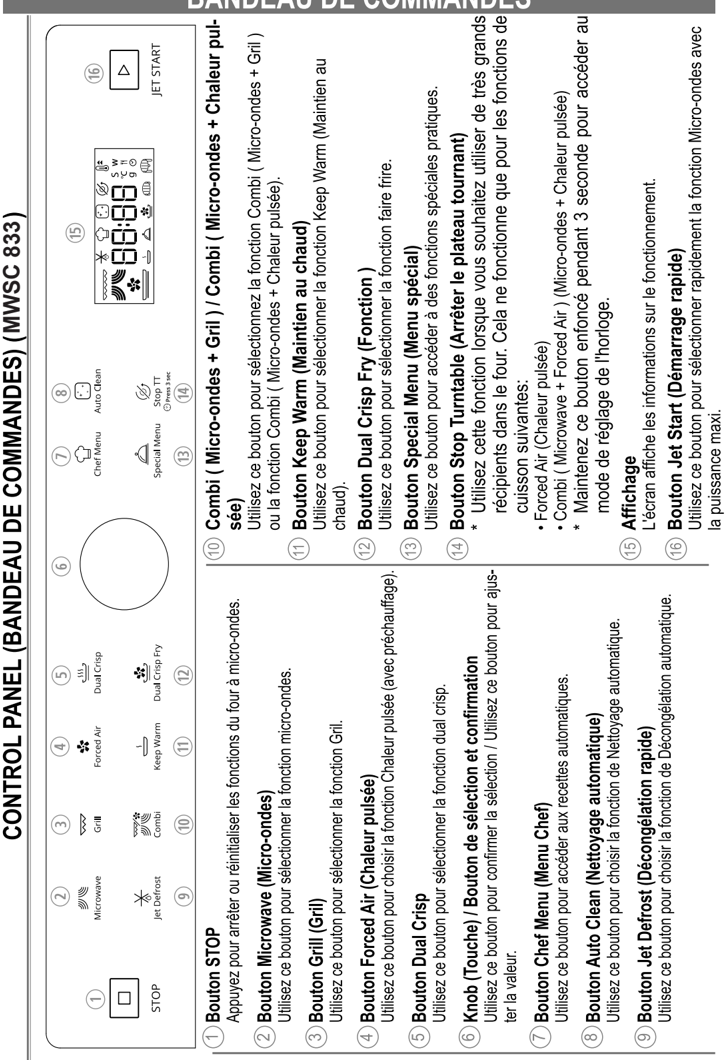 BANDEAU DE COMMANDES
CONTROL PANEL (BANDEAU DE COMMANDES) (MWSC 833)
1
STOP
2
Microwave
3
Grill
4
Forced Air
5
Dual Crisp
6
7
Chef Menu
8
Auto Clean
9
Jet Defrost
10
Combi
11
Keep Warm
12
Dual Crisp Fry
13
Special Menu
14
Stop TT
Press 3 sec
15
88:88
S W
°C
g
16
JET START
1 Bouton STOP
Appuyez pour arrêter ou réinitialiser les fonctions du four à micro-ondes.
2 Bouton Microwave (Micro-ondes)
Utilisez ce bouton pour sélectionner la fonction micro-ondes.
3 Bouton Grill (Gril)
Utilisez ce bouton pour sélectionner la fonction Gril.
4 Bouton Forced Air (Chaleur pulsée)
Utilisez ce bouton pour choisir la fonction Chaleur pulsée (avec préchauffage).
5 Bouton Dual Crisp
Utilisez ce bouton pour sélectionner la fonction dual crisp.
6 Knob (Touche) / Bouton de sélection et confirmation
Utilisez ce bouton pour confirmer la sélection / Utilisez ce bouton pour ajus-
ter la valeur.
7 Bouton Chef Menu (Menu Chef)
Utilisez ce bouton pour accéder aux recettes automatiques.
8 Bouton Auto Clean (Nettoyage automatique)
Utilisez ce bouton pour choisir la fonction de Nettoyage automatique.
9 Bouton Jet Defrost (Décongélation rapide)
Utilisez ce bouton pour choisir la fonction de Décongélation automatique.
10 Combi ( Micro-ondes + Gril ) / Combi ( Micro-ondes + Chaleur pul-
sée)
Utilisez ce bouton pour sélectionnez la fonction Combi ( Micro-ondes + Gril )
ou la fonction Combi ( Micro-ondes + Chaleur pulsée).
11 Bouton Keep Warm (Maintien au chaud)
Utilisez ce bouton pour sélectionner la fonction Keep Warm (Maintien au
chaud).
12 Bouton Dual Crisp Fry (Fonction )
Utilisez ce bouton pour sélectionner la fonction faire frire.
13 Bouton Special Menu (Menu spécial)
Utilisez ce bouton pour accéder à des fonctions spéciales pratiques.
14 Bouton Stop Turntable (Arrêter le plateau tournant)
* Utilisez cette fonction lorsque vous souhaitez utiliser de très grands
récipients dans le four. Cela ne fonctionne que pour les fonctions de
cuisson suivantes:
• Forced Air (Chaleur pulsée)
• Combi ( Microwave + Forced Air ) (Micro-ondes + Chaleur pulsée)
* Maintenez ce bouton enfoncé pendant 3 seconde pour accéder au
mode de réglage de l'horloge.
15 Affichage
L'écran affiche les informations sur le fonctionnement.
16 Bouton Jet Start (Démarrage rapide)
Utilisez ce bouton pour sélectionner rapidement la fonction Micro-ondes avec
la puissance maxi.